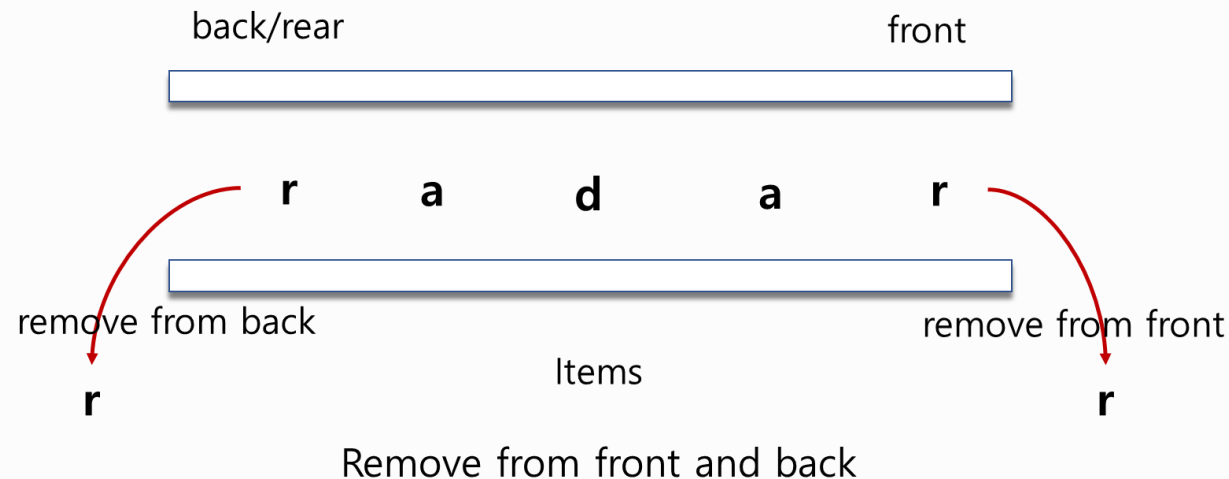 back/rear front
r a d a r
remove from back remove from front
Items
r r
Remove from front and back